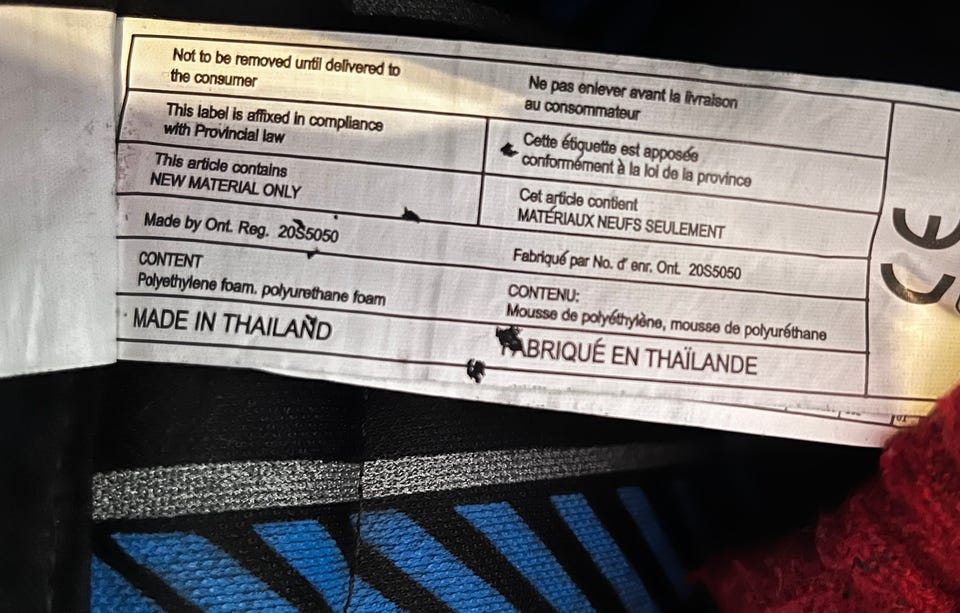 Not to be removed until delivered to
the consumer
Ne pas enlever avant la livraison
au consommateur
This label is affixed in compliance
with Provincial law
Cette étiquette est apposée
conformément à la loi de la province
This article contains
NEW MATERIAL ONLY
Cet article contient
MATÉRIAUX NEUFS SEULEMENT
Made by Ont. Reg. 20S5050
Fabriqué par No. d' enr. Ont. 20S5050
CONTENT
Polyethylene foam, polyurethane foam
CONTENU:
Mousse de polyéthylène, mousse de polyuréthane
MADE IN THAILAND
FABRIQUÉ EN THAÏLANDE